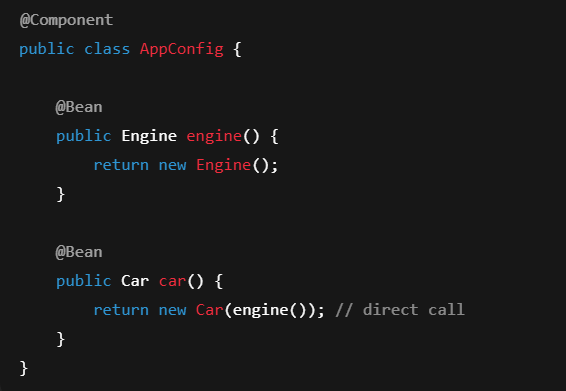 @Component
public class AppConfig {
@Bean
public Engine engine() {
return new Engine();
}
@Bean
public Car car() {
return new Car(engine()); // direct call
}
}